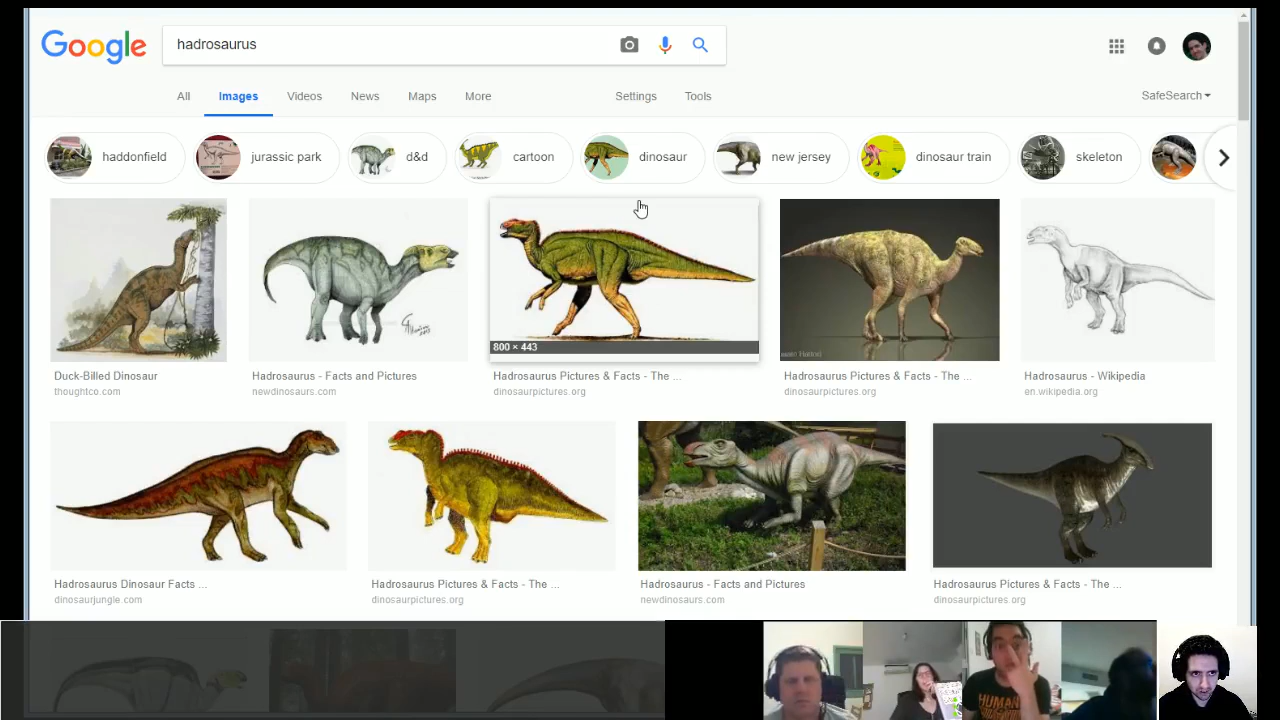 Google
hadrosaurus
All Images Videos News Maps More Settings Tools SafeSearch
haddonfield jurassic park d&d cartoon dinosaur new jersey dinosaur train skeleton
800 × 443
Duck-Billed Dinosaur
thoughtco.com
Hadrosaurus - Facts and Pictures
newdinosaurs.com
Hadrosaurus Pictures & Facts - The ...
dinosaurpictures.org
Hadrosaurus Pictures & Facts - The ...
dinosaurpictures.org
Hadrosaurus - Wikipedia
en.wikipedia.org
Hadrosaurus Dinosaur Facts ...
dinosaurjungle.com
Hadrosaurus Pictures & Facts - The ...
dinosaurpictures.org
Hadrosaurus - Facts and Pictures
newdinosaurs.com
Hadrosaurus Pictures & Facts - The ...
dinosaurpictures.org
HUMAN